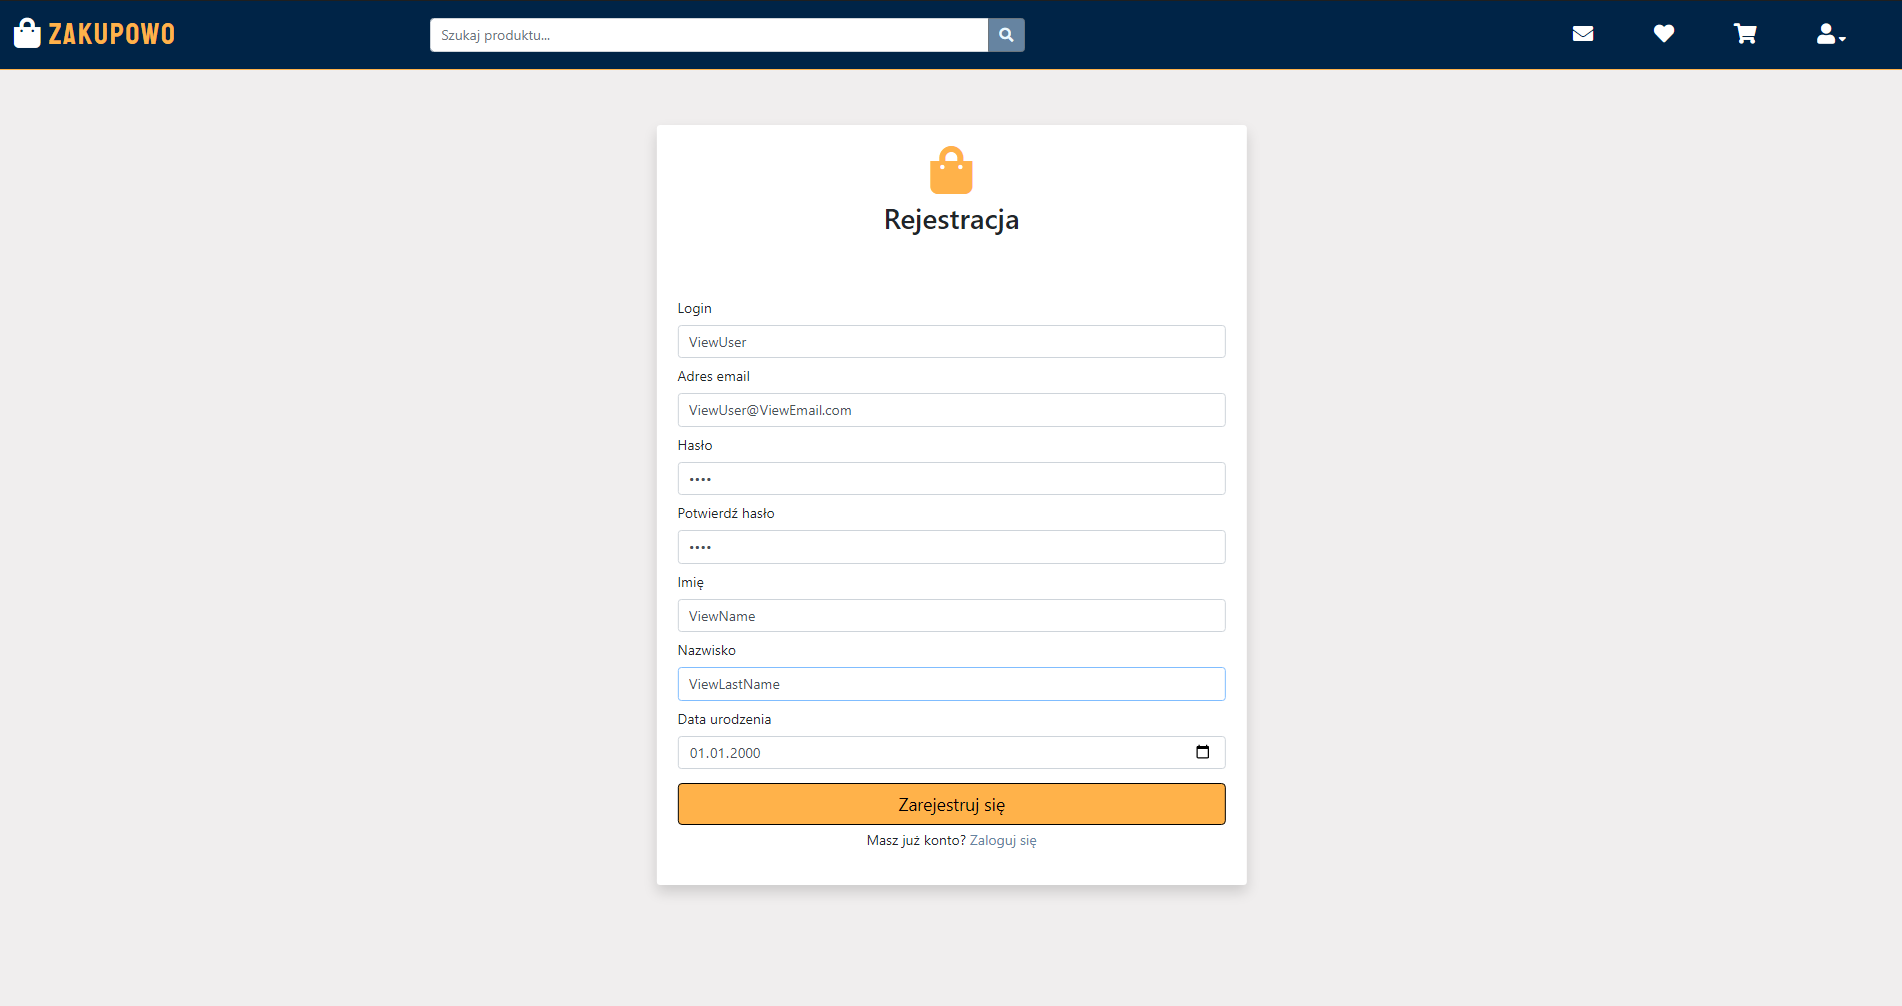 ZAKUPOWO
Szukaj produktu...
Rejestracja
Login
ViewUser
Adres email
ViewUser@ViewEmail.com
Hasło
••••
Potwierdź hasło
••••
Imię
ViewName
Nazwisko
ViewLastName
Data urodzenia
01.01.2000
Zarejestruj się
Masz już konto? Zaloguj się